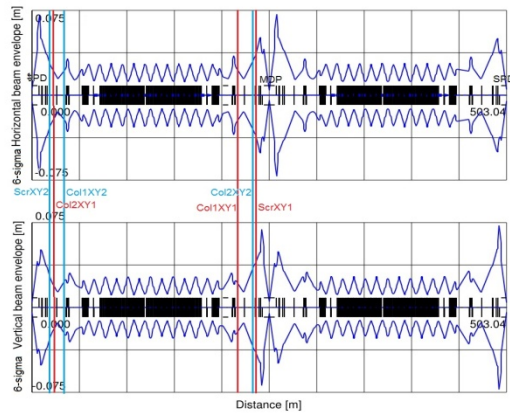 6-sigma Horizontal beam envelope [m]
0.075
SPD
MDP
SPD
0.000
503.04
-0.075
ScrXY2
Col1XY2
Col2XY1
Col2XY2
Col1XY1
ScrXY1
6-sigma Vertical beam envelope [m]
0.075
0.000
503.04
-0.075
Distance [m]